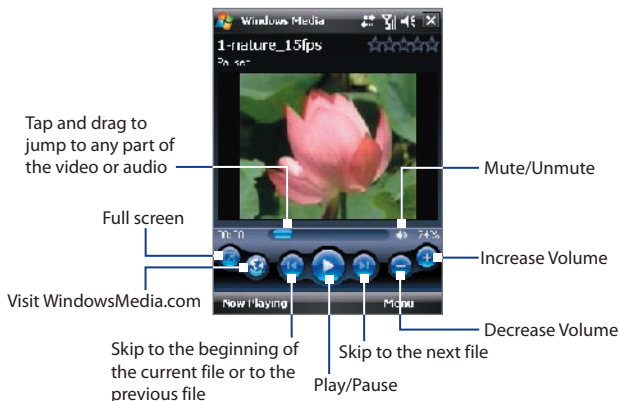 Windows Media
1-nature_15fps
Tap and drag to
jump to any part of
the video or audio
Mute/Unmute
Full screen
74%
Increase Volume
Visit WindowsMedia.com
Now Playing
Menu
Decrease Volume
Skip to the beginning of
the current file or to the
previous file
Play/Pause
Skip to the next file